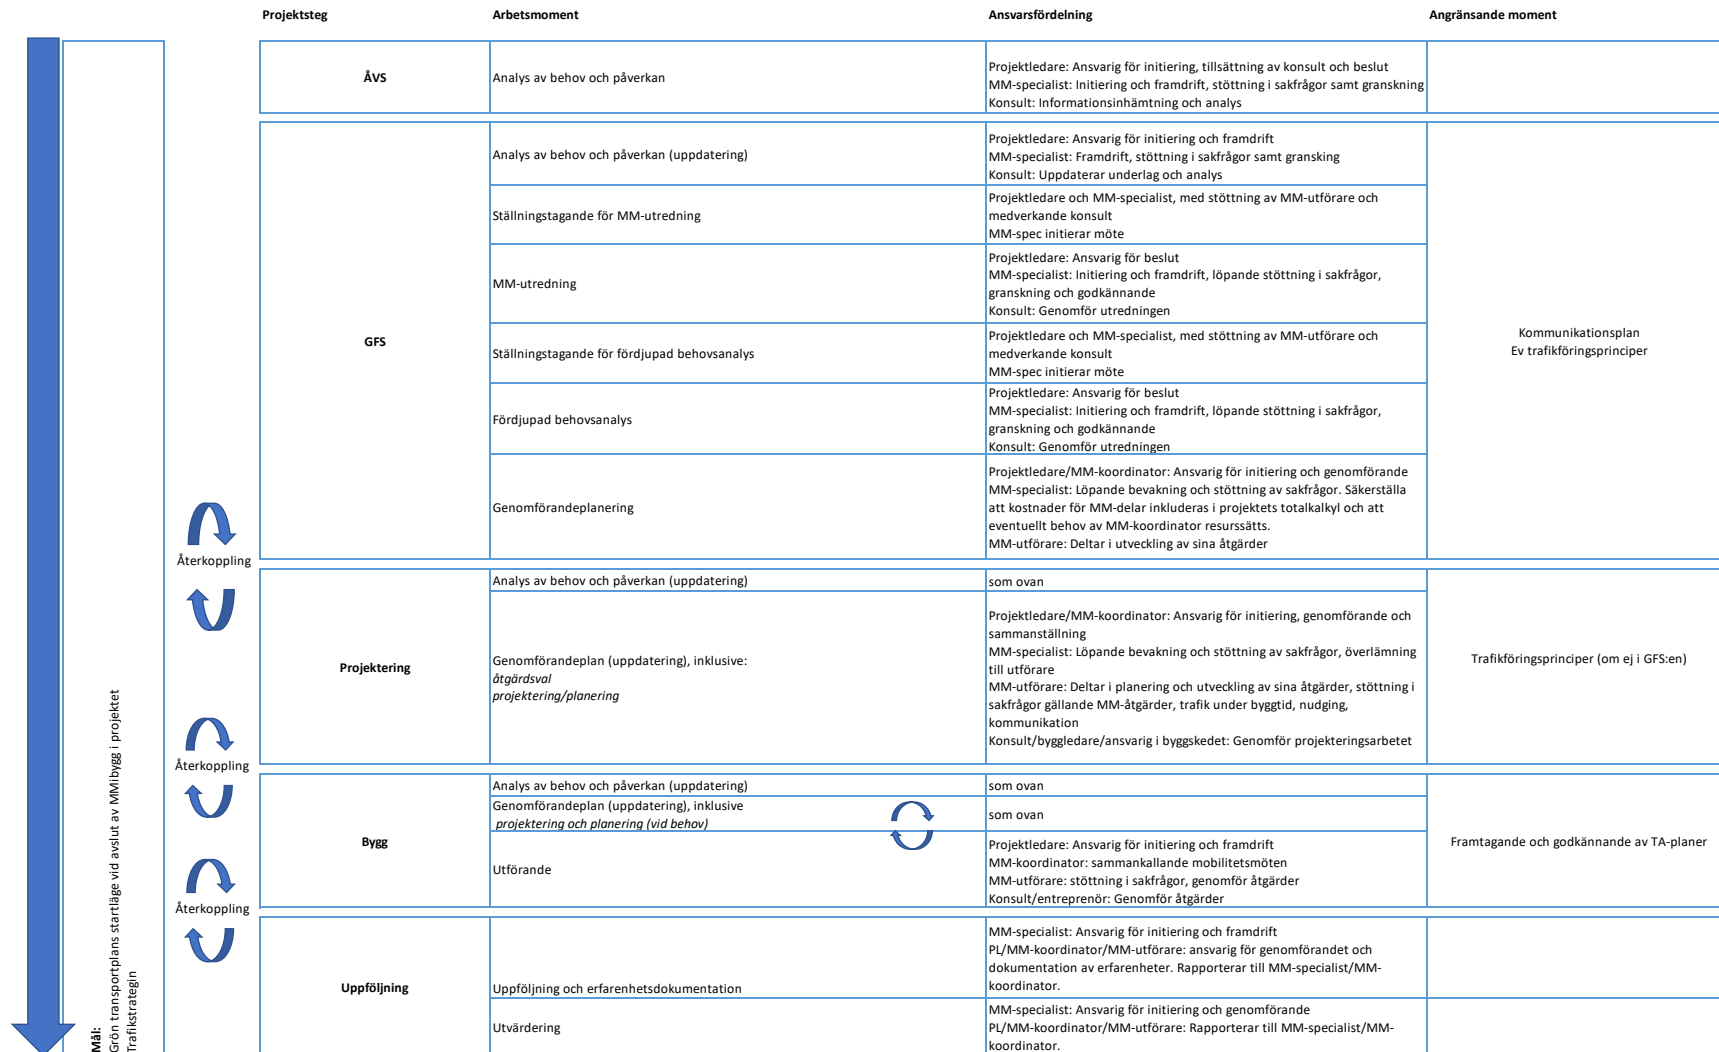 Projektsteg
Arbetsmoment
Ansvarsfördelning
Angränsande moment
ÅVS
Analys av behov och påverkan
Projektledare: Ansvarig för initiering, tillsättning av konsult och beslut
MM-specialist: Initiering och framdrift, stöttning i sakfrågor samt granskning
Konsult: Informationsinhämtning och analys
GFS
Analys av behov och påverkan (uppdatering)
Projektledare: Ansvarig för initiering och framdrift
MM-specialist: Framdrift, stöttning i sakfrågor samt gransking
Konsult: Uppdaterar underlag och analys
Ställningstagande för MM-utredning
Projektledare och MM-specialist, med stöttning av MM-utförare och
medverkande konsult
MM-spec initierar möte
MM-utredning
Projektledare: Ansvarig för beslut
MM-specialist: Initiering och framdrift, löpande stöttning i sakfrågor,
granskning och godkännande
Konsult: Genomför utredningen
Ställningstagande för fördjupad behovsanalys
Projektledare och MM-specialist, med stöttning av MM-utförare och
medverkande konsult
MM-spec initierar möte
Fördjupad behovsanalys
Projektledare: Ansvarig för beslut
MM-specialist: Initiering och framdrift, löpande stöttning i sakfrågor,
granskning och godkännande
Konsult: Genomför utredningen
Genomförandeplanering
Projektledare/MM-koordinator: Ansvarig för initiering och genomförande
MM-specialist: Löpande bevakning och stöttning av sakfrågor. Säkerställa
att kostnader för MM-delar inkluderas i projektets totalkalkyl och att
eventuellt behov av MM-koordinator resurssätts.
MM-utförare: Deltar i utveckling av sina åtgärder
Kommunikationsplan
Ev trafikföringsprinciper
Återkoppling
Projektering
Analys av behov och påverkan (uppdatering)
som ovan
Genomförandeplan (uppdatering), inklusive:
åtgärdsval
projektering/planering
Projektledare/MM-koordinator: Ansvarig för initiering, genomförande och
sammanställning
MM-specialist: Löpande bevakning och stöttning av sakfrågor, överlämning
till utförare
MM-utförare: Deltar i planering och utveckling av sina åtgärder, stöttning i
sakfrågor gällande MM-åtgärder, trafik under byggtid, nudging,
kommunikation
Konsult/byggledare/ansvarig i byggskedet: Genomför projekteringsarbetet
Trafikföringsprinciper (om ej i GFS:en)
Återkoppling
Bygg
Analys av behov och påverkan (uppdatering)
som ovan
Genomförandeplan (uppdatering), inklusive
projektering och planering (vid behov)
som ovan
Utförande
Projektledare: Ansvarig för initiering och framdrift
MM-koordinator: sammankallande mobilitetsmöten
MM-utförare: stöttning i sakfrågor, genomför åtgärder
Konsult/entreprenör: Genomför åtgärder
Framtagande och godkännande av TA-planer
Återkoppling
Uppföljning
Uppföljning och erfarenhetsdokumentation
MM-specialist: Ansvarig för initiering och framdrift
PL/MM-koordinator/MM-utförare: ansvarig för genomförandet och
dokumentation av erfarenheter. Rapporterar till MM-specialist/MM-
koordinator.
Utvärdering
MM-specialist: Ansvarig för initiering och genomförande
PL/MM-koordinator/MM-utförare: Rapporterar till MM-specialist/MM-
koordinator.
Mål:
Grön transportplans startläge vid avslut av MMibygg i projektet
Trafikstrategin